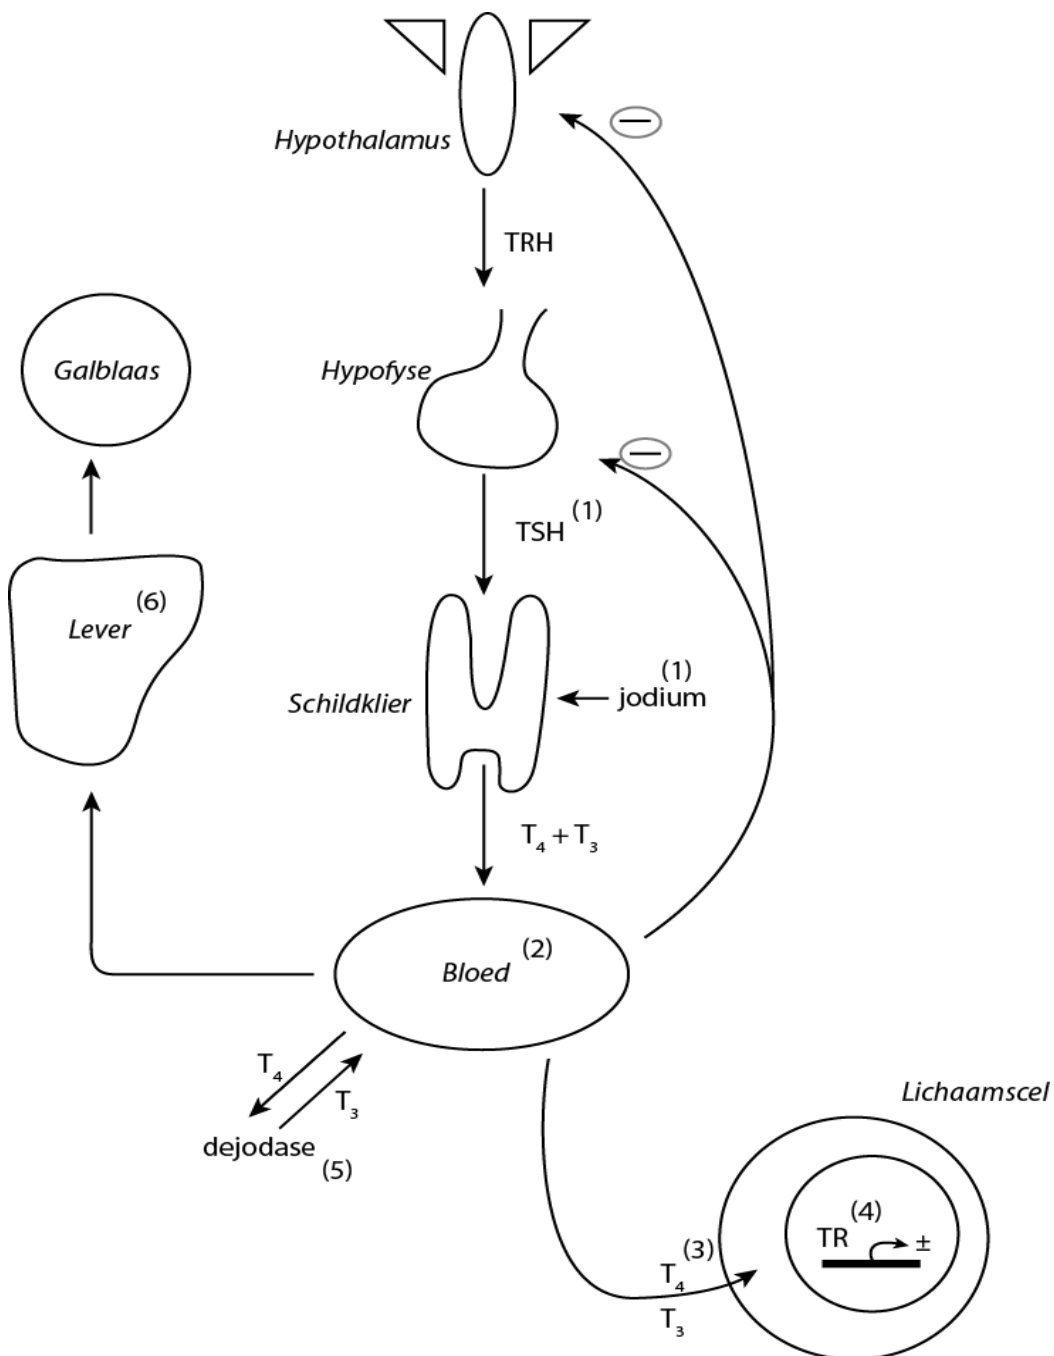 Hypothalamus
—
TRH
Galblaas
Hypofyse
—
TSH (1)
Lever (6)
Schildklier
jodium (1)
T₄ + T₃
Bloed (2)
T₄
T₃
dejodase (5)
Lichaamscel
TR (4) ±
T₄ (3)
T₃